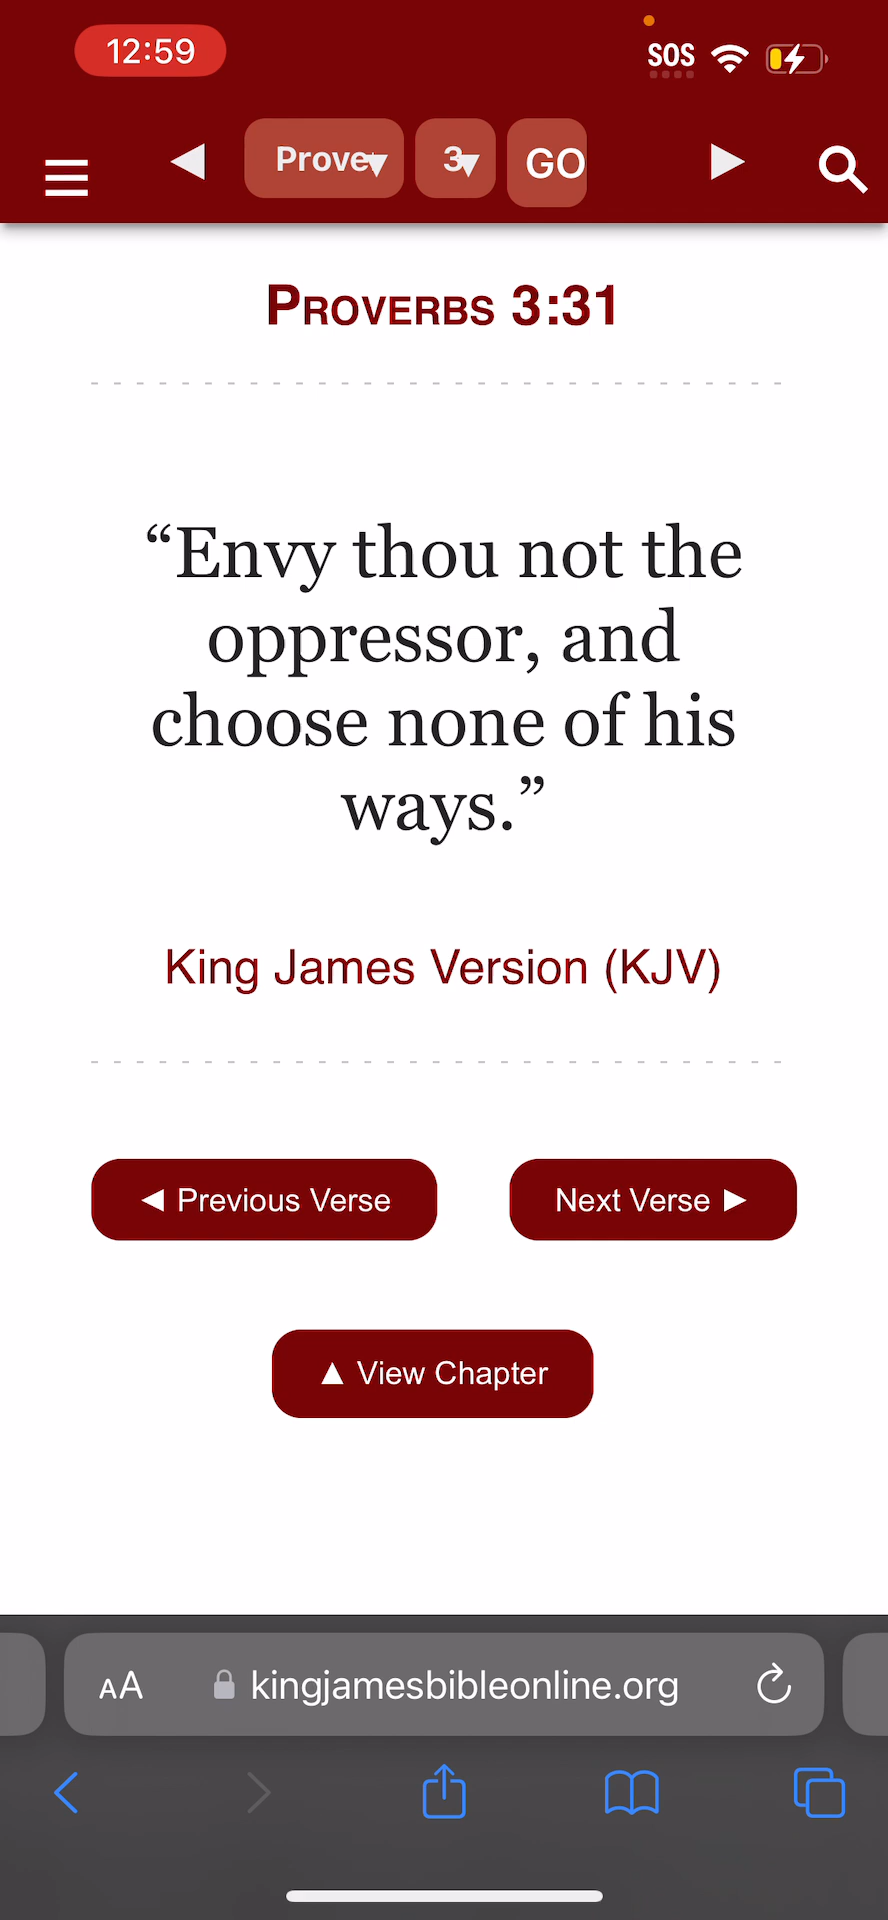 12:59
SOS
Prove
3
GO
PROVERBS 3:31
“Envy thou not the
oppressor, and
choose none of his
ways.”
King James Version (KJV)
◀ Previous Verse
Next Verse ▶
▲ View Chapter
AA
kingjamesbibleonline.org